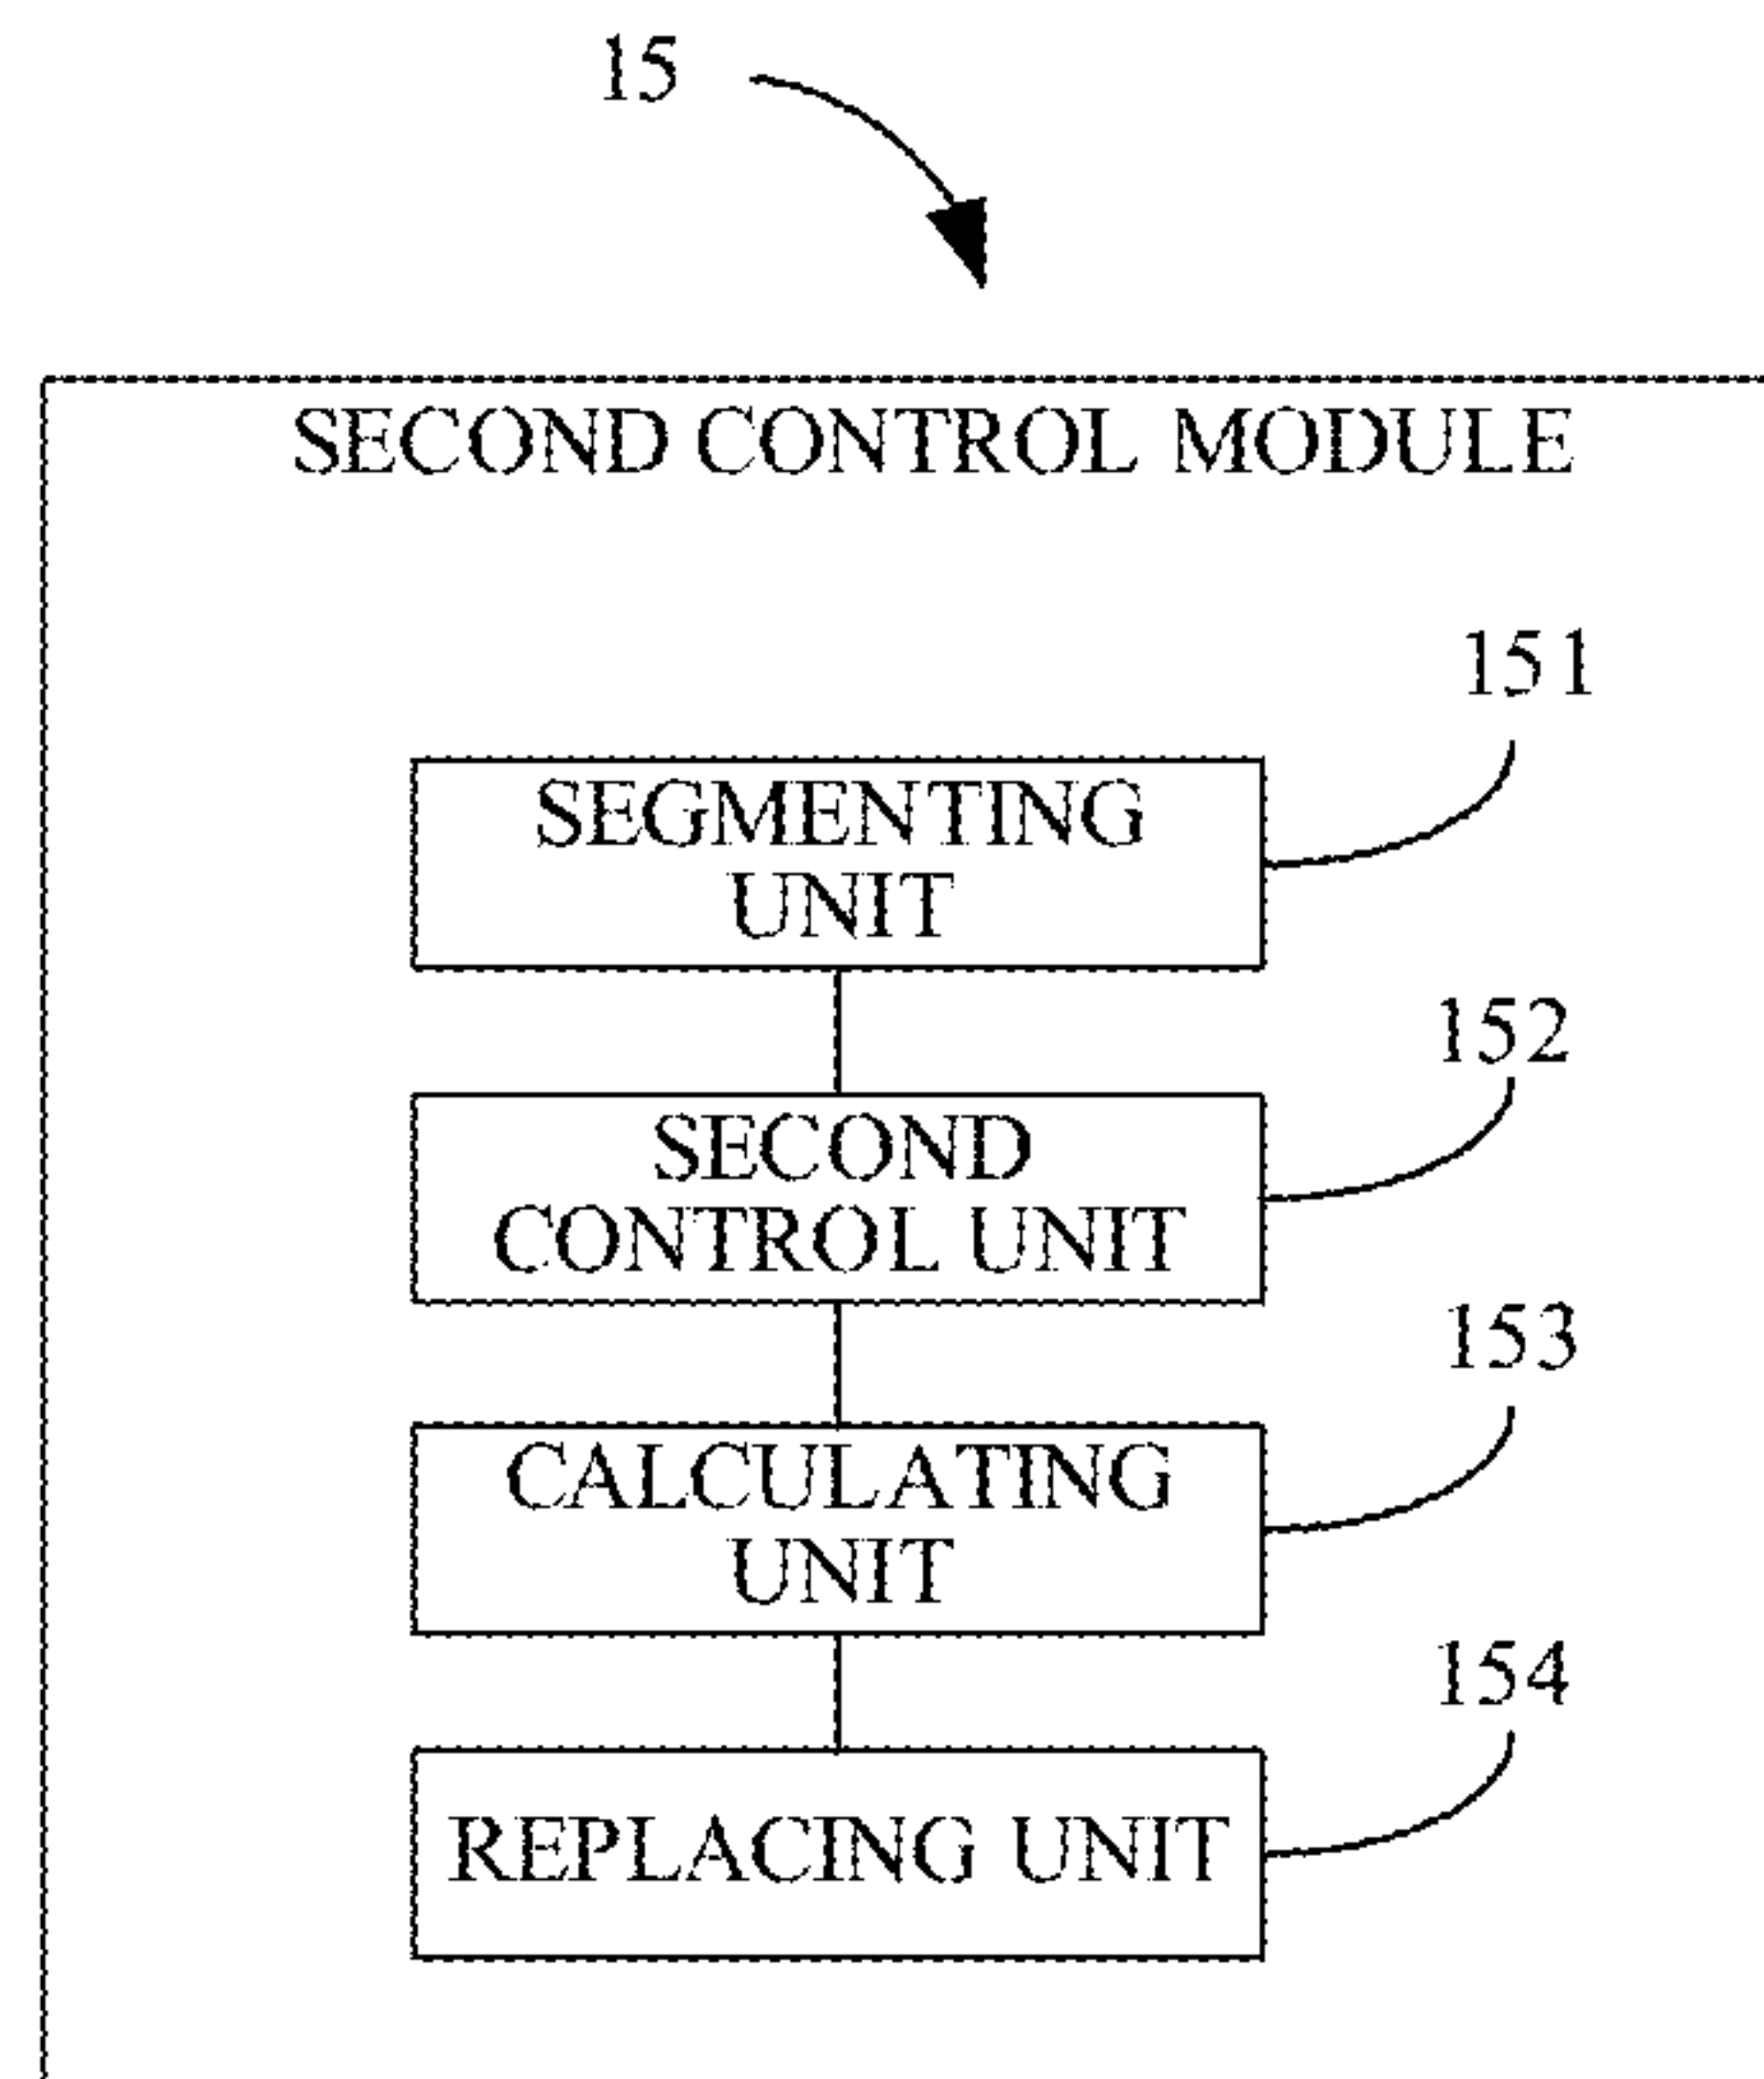 15
SECOND CONTROL MODULE
151
SEGMENTING
UNIT
152
SECOND
CONTROL UNIT
153
CALCULATING
UNIT
154
REPLACING UNIT